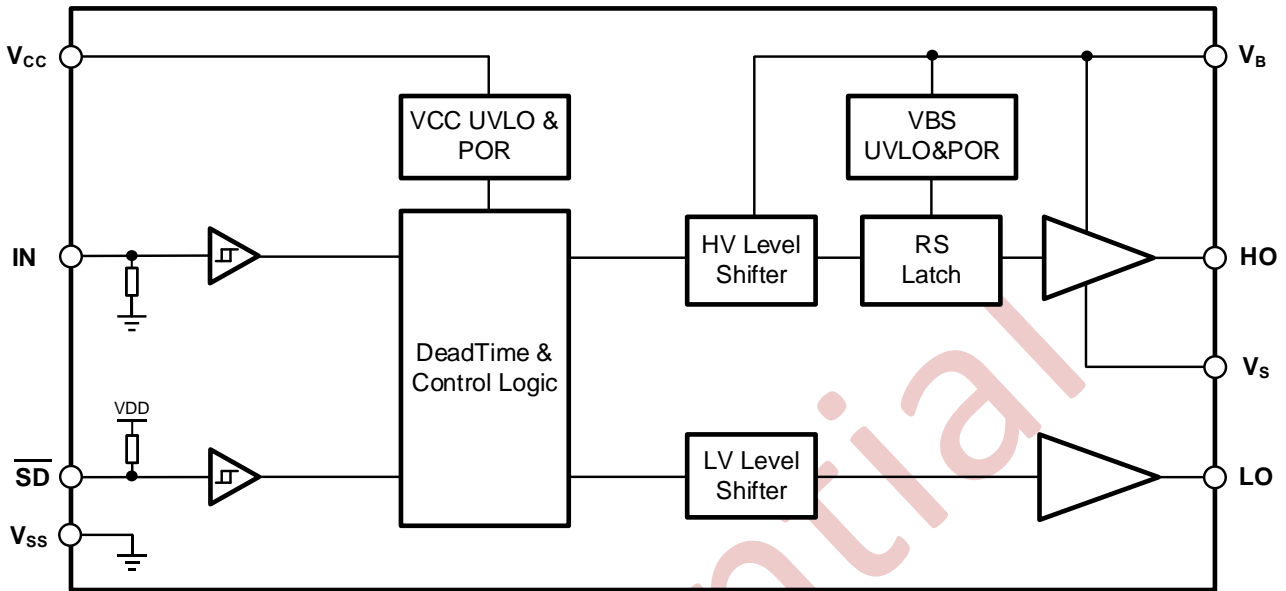 VCC
VB
VCC UVLO &
POR
VBS
UVLO&POR
IN
HV Level
Shifter
RS
Latch
HO
DeadTime &
Control Logic
VS
VDD
SD
LV Level
Shifter
LO
VSS
ntial